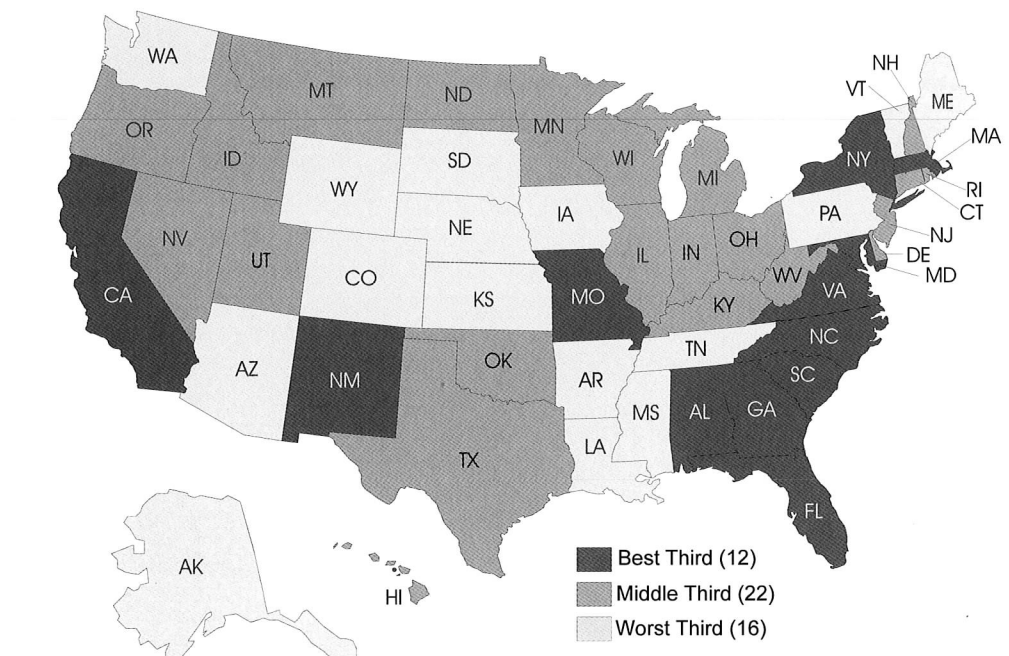 WA
NH
VT
ME
MT
ND
MN
OR
ID
SD
WI
MI
NY
MA
WY
RI
IA
PA
CT
NE
NV
UT
IL
IN
OH
NJ
CO
WV
DE
MD
CA
KS
MO
KY
VA
TN
NC
AZ
NM
OK
AR
SC
MS
AL
GA
LA
TX
FL
AK
HI
Best Third (12)
Middle Third (22)
Worst Third (16)